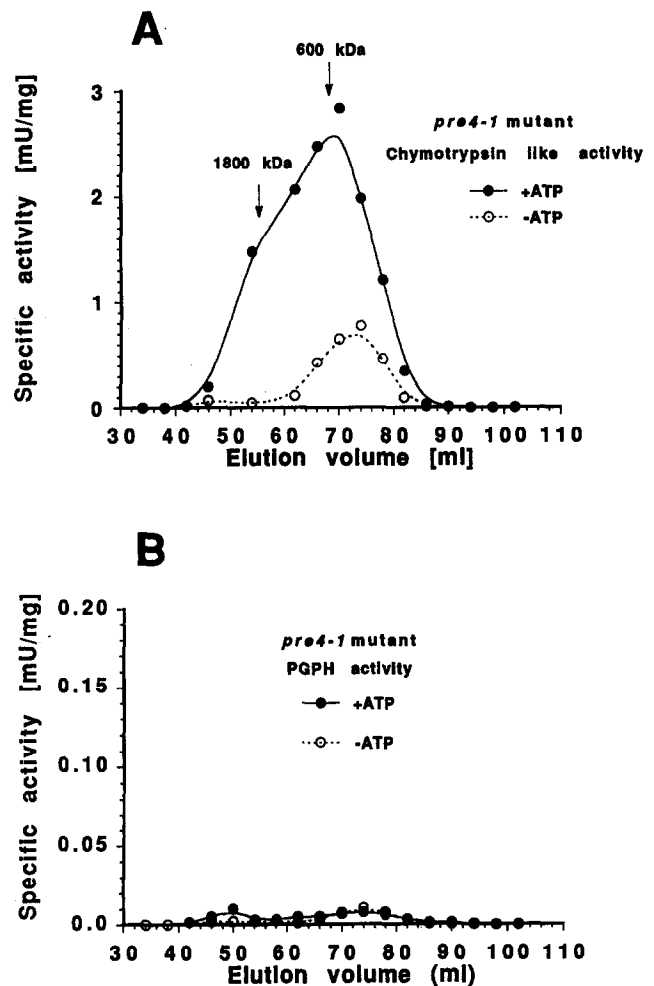 A
600 kDa
1800 kDa
Specific activity [mU/mg]
3
2
1
0
pre4-1 mutant
Chymotrypsin like activity
+ATP
-ATP
30 40 50 60 70 80 90 100 110
Elution volume [ml]
B
Specific activity [mU/mg]
0.20
0.15
0.10
0.05
0.0
pre4-1 mutant
PGPH activity
+ATP
-ATP
30 40 50 60 70 80 90 100 110
Elution volume (ml)